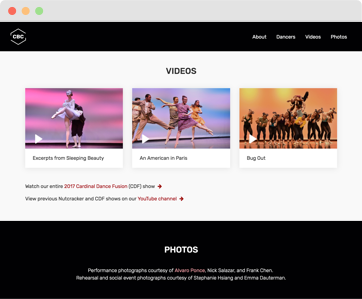 CBC
About Dancers Videos Photos
VIDEOS
Excerpts from Sleeping Beauty
An American in Paris
Bug Out
Watch our entire 2017 Cardinal Dance Fusion (CDF) show →
View previous Nutcracker and CDF shows on our YouTube channel →
PHOTOS
Performance photographs courtesy of Alvaro Ponce, Nick Salazar, and Frank Chen.
Rehearsal and social event photographs courtesy of Stephanie Hsiang and Emma Dauterman.